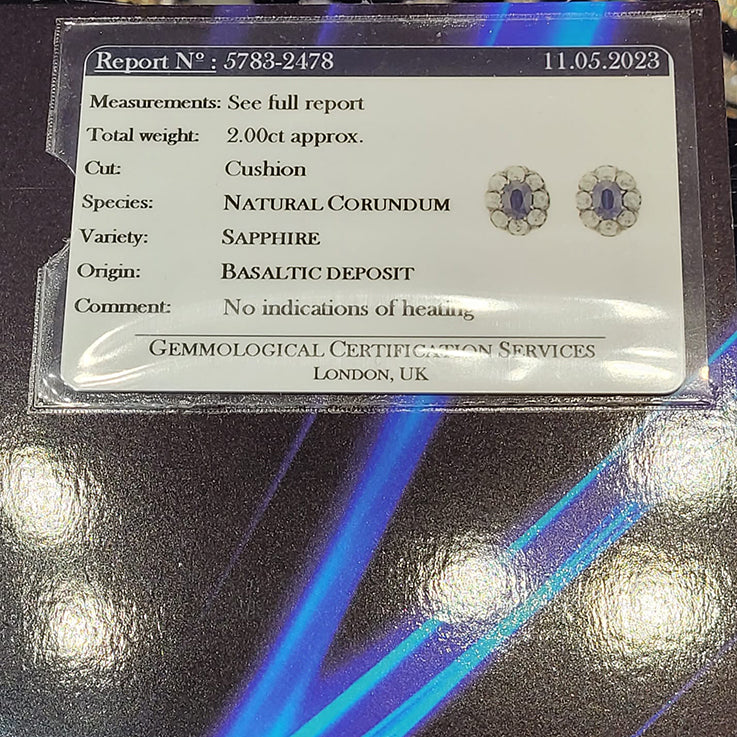 Report Nº : 5783-2478 11.05.2023
Measurements: See full report
Total weight: 2.00ct approx.
Cut: Cushion
Species: NATURAL CORUNDUM
Variety: SAPPHIRE
Origin: BASALTIC DEPOSIT
Comment: No indications of heating
GEMMOLOGICAL CERTIFICATION SERVICES
LONDON, UK